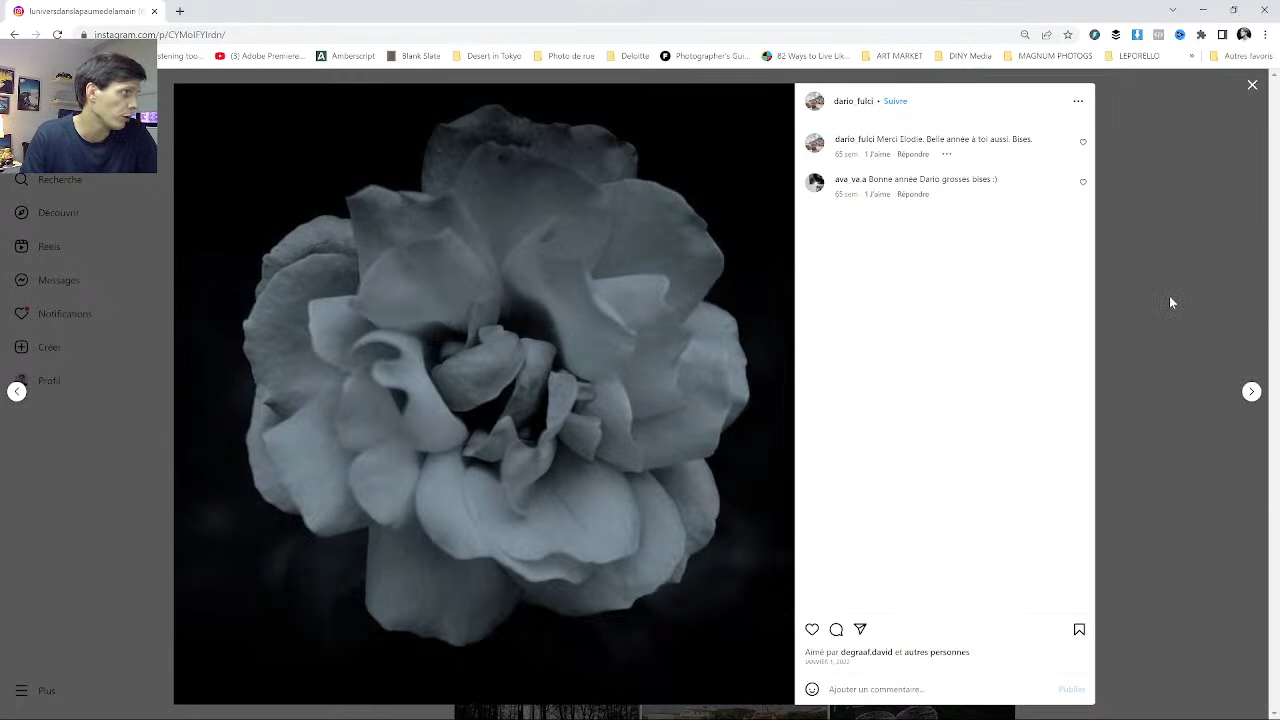 luniversdanslapaumedelamain (
instagram.com/p/CYMoIFYIrdn/
stening too...
(3) Adobe Premiere...
Amberscript
Blank Slate
Desert in Tokyo
Photo de rue
Deloitte
Photographer's Gui...
82 Ways to Live Lik...
ART MARKET
DINY Media
MAGNUM PHOTOGS
LEPORELLO
»
Autres favoris
Recherche
Découvrir
Reels
Messages
Notifications
Créer
Profil
Plus
dario_fulci • Suivre
dario_fulci Merci Elodie. Belle année à toi aussi. Bises.
65 sem 1 J'aime Répondre
ava_va.a Bonne année Dario grosses bises :)
65 sem 1 J'aime Répondre
Aimé par degraaf.david et autres personnes
JANVIER 1, 2022
Ajouter un commentaire...
Publier